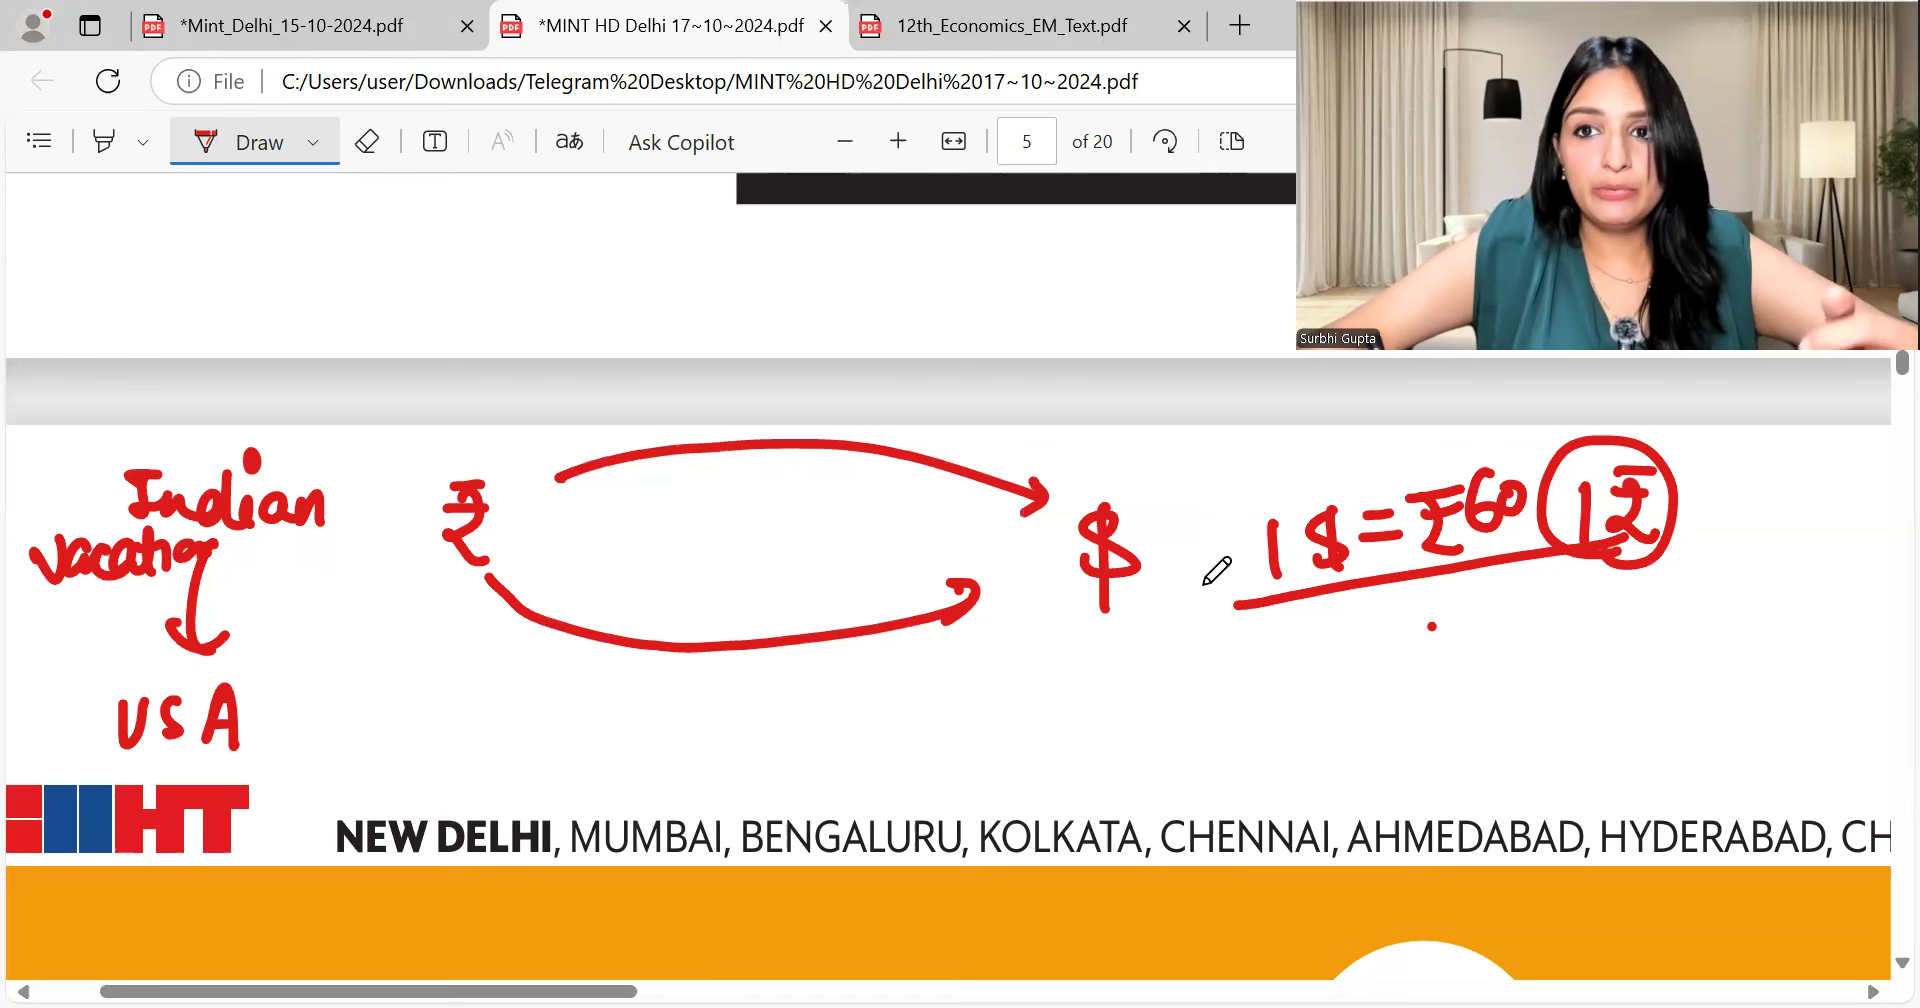 *Mint_Delhi_15-10-2024.pdf
*MINT HD Delhi 17~10~2024.pdf
12th_Economics_EM_Text.pdf
File
C:/Users/user/Downloads/Telegram%20Desktop/MINT%20HD%20Delhi%2017~10~2024.pdf
Draw
T
A
aあ
Ask Copilot
5 of 20
Surbhi Gupta
Indian ₹ $ 1 $ = ₹60 1₹
vacation
USA
HT
NEW DELHI, MUMBAI, BENGALURU, KOLKATA, CHENNAI, AHMEDABAD, HYDERABAD, CH